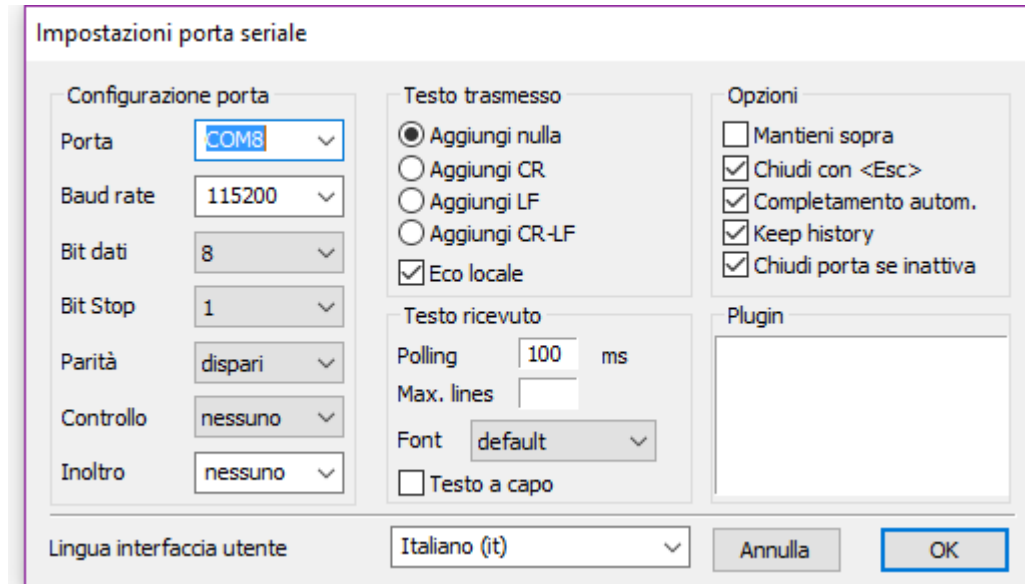 Impostazioni porta seriale
Configurazione porta
Porta COM8
Baud rate 115200
Bit dati 8
Bit Stop 1
Parità dispari
Controllo nessuno
Inoltro nessuno
Testo trasmesso
Aggiungi nulla
Aggiungi CR
Aggiungi LF
Aggiungi CR-LF
Eco locale
Testo ricevuto
Polling 100 ms
Max. lines
Font default
Testo a capo
Opzioni
Mantieni sopra
Chiudi con <Esc>
Completamento autom.
Keep history
Chiudi porta se inattiva
Plugin
Lingua interfaccia utente Italiano (it) Annulla OK